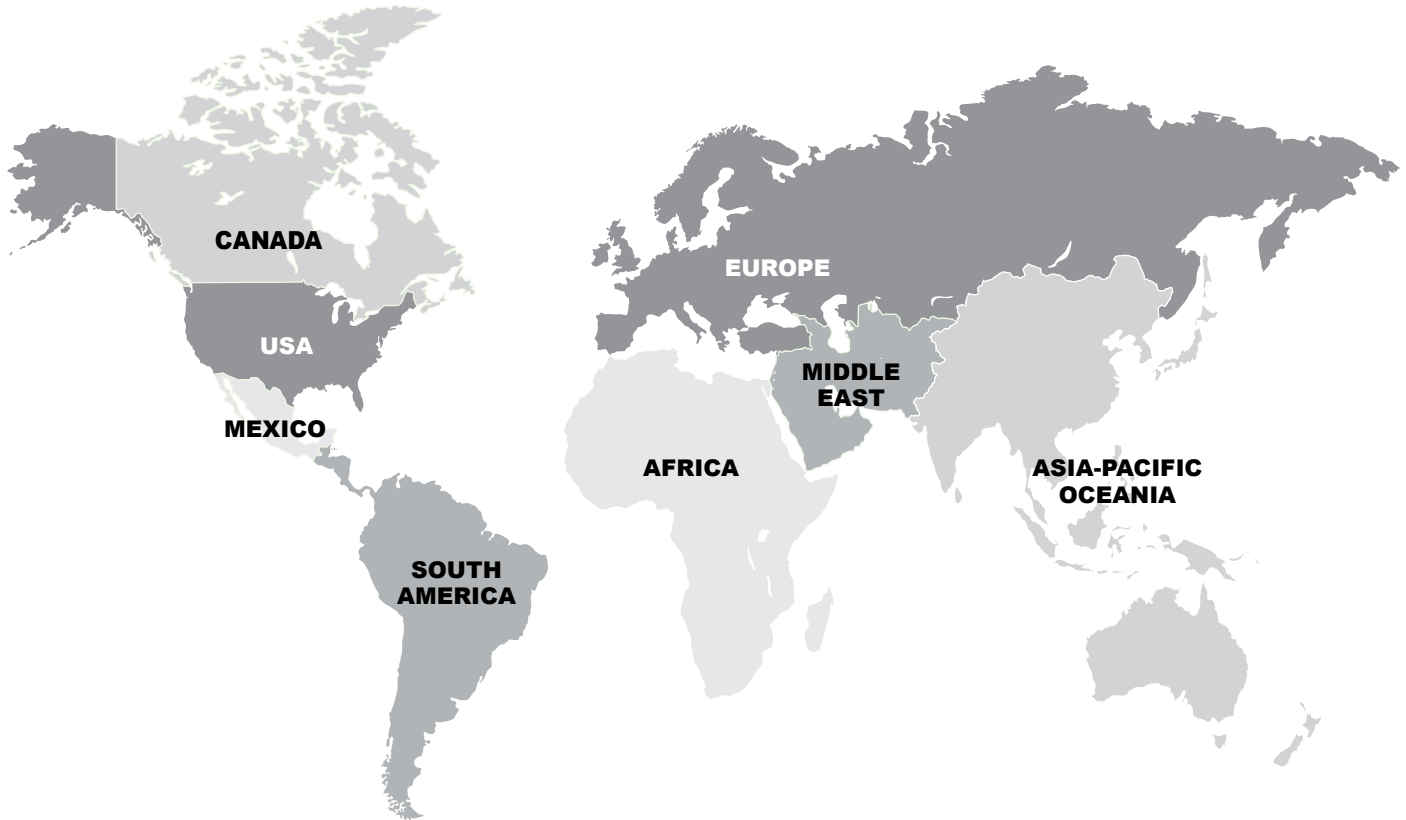 CANADA
EUROPE
USA
MIDDLE
EAST
MEXICO
AFRICA
ASIA-PACIFIC
OCEANIA
SOUTH
AMERICA